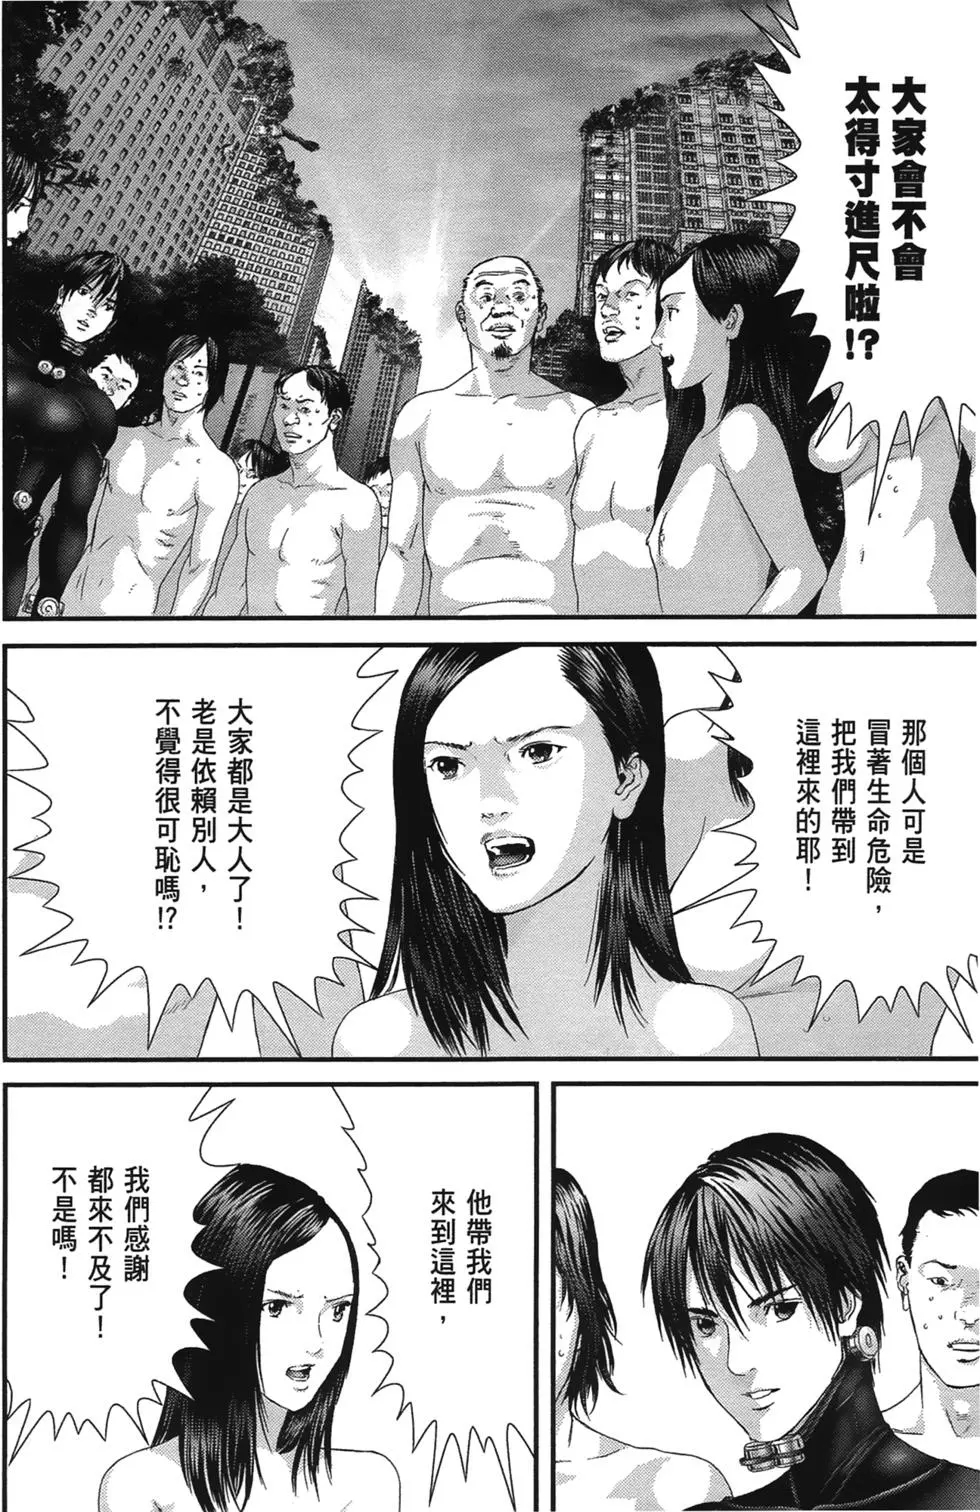 大家會不會
太得寸進尺啦!?
那個人可是
冒著生命危險，
把我們帶到
這裡來的耶！
大家都是大人了！
老是依賴別人，
不覺得很可恥嗎!?
他帶我們
來到這裡，
我們感謝
都來不及了！
不是嗎！